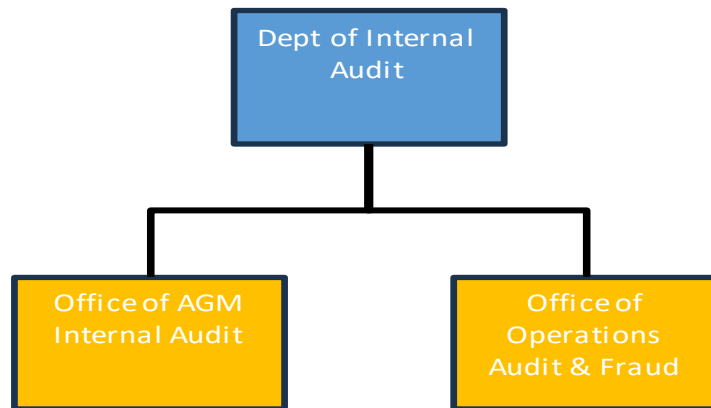 Dept of Internal
Audit
Office of AGM
Internal Audit
Office of
Operations
Audit & Fraud